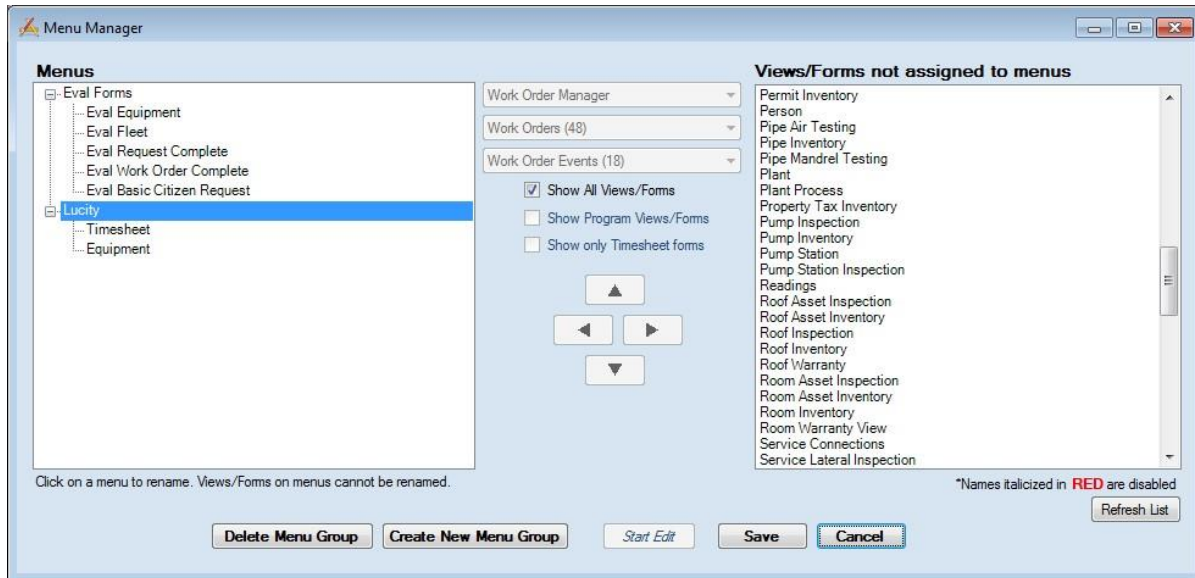 Menu Manager
Menus
Eval Forms
Eval Equipment
Eval Fleet
Eval Request Complete
Eval Work Order Complete
Eval Basic Citizen Request
Lucity
Timesheet
Equipment
Click on a menu to rename. Views/Forms on menus cannot be renamed.
Work Order Manager
Work Orders (48)
Work Order Events (18)
Show All Views/Forms
Show Program Views/Forms
Show only Timesheet forms
Views/Forms not assigned to menus
Permit Inventory
Person
Pipe Air Testing
Pipe Inventory
Pipe Mandrel Testing
Plant
Plant Process
Property Tax Inventory
Pump Inspection
Pump Inventory
Pump Station
Pump Station Inspection
Readings
Roof Asset Inspection
Roof Asset Inventory
Roof Inspection
Roof Inventory
Roof Warranty
Room Asset Inspection
Room Asset Inventory
Room Inventory
Room Warranty View
Service Connections
Service Lateral Inspection
*Names italicized in RED are disabled
Refresh List
Delete Menu Group
Create New Menu Group
Start Edit
Save
Cancel